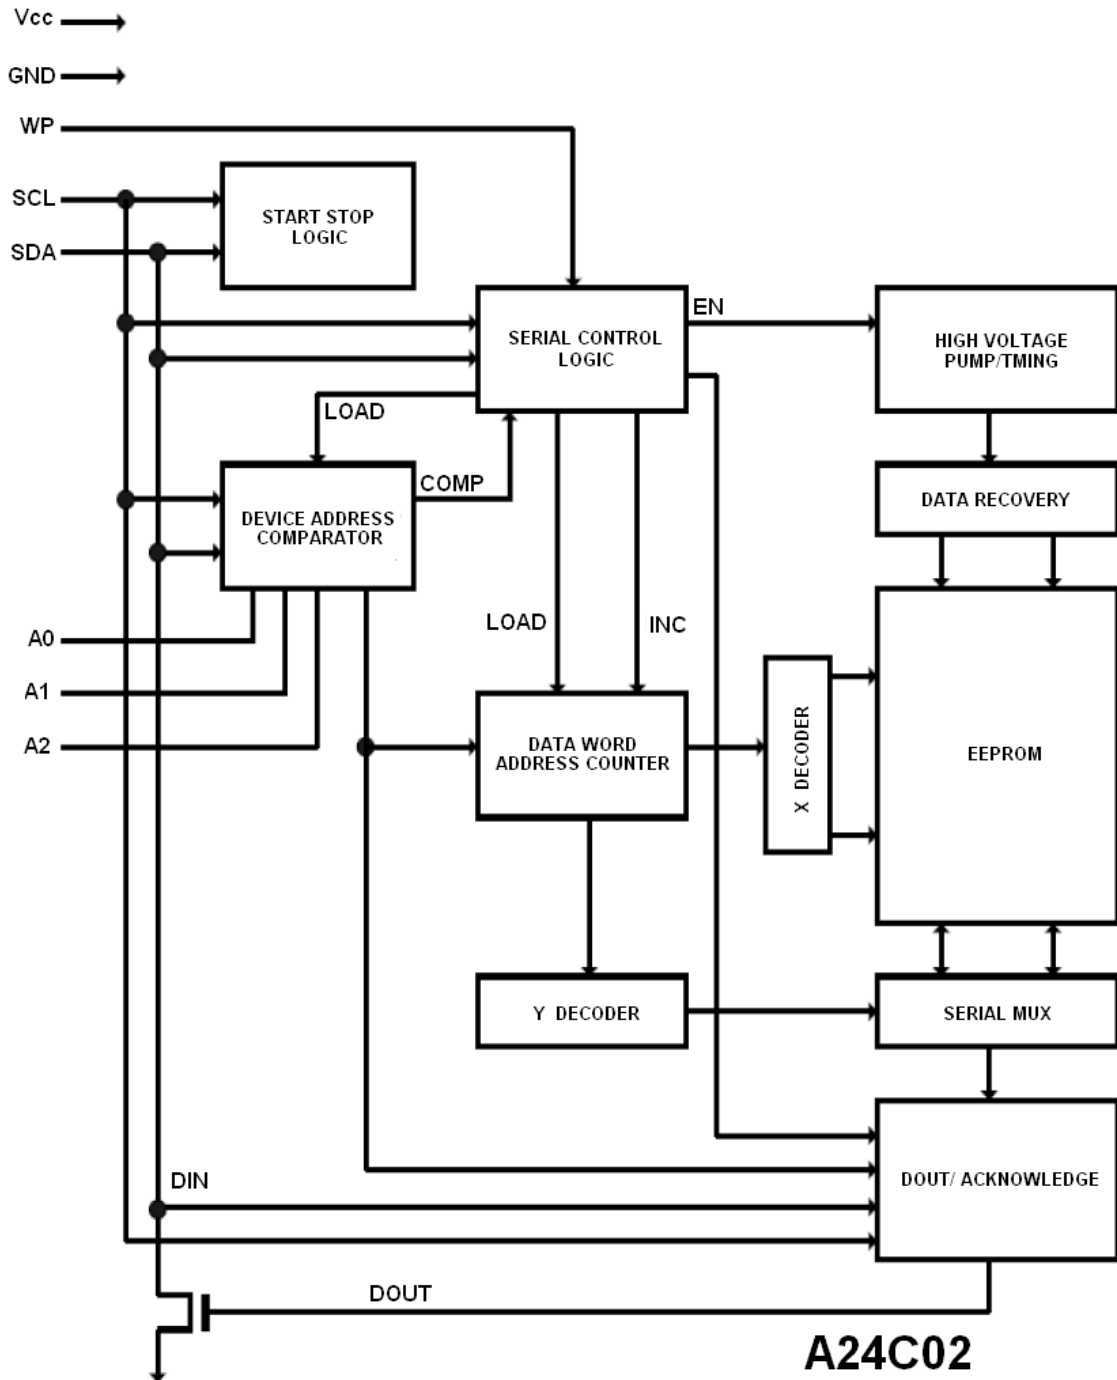 Vcc
GND
WP
SCL
SDA
START STOP
LOGIC
SERIAL CONTROL
LOGIC
EN
HIGH VOLTAGE
PUMP/TMING
LOAD
COMP
DEVICE ADDRESS
COMPARATOR
DATA RECOVERY
A0
A1
A2
LOAD
INC
DATA WORD
ADDRESS COUNTER
X DECODER
EEPROM
Y DECODER
SERIAL MUX
DIN
DOUT/ ACKNOWLEDGE
DOUT
A24C02